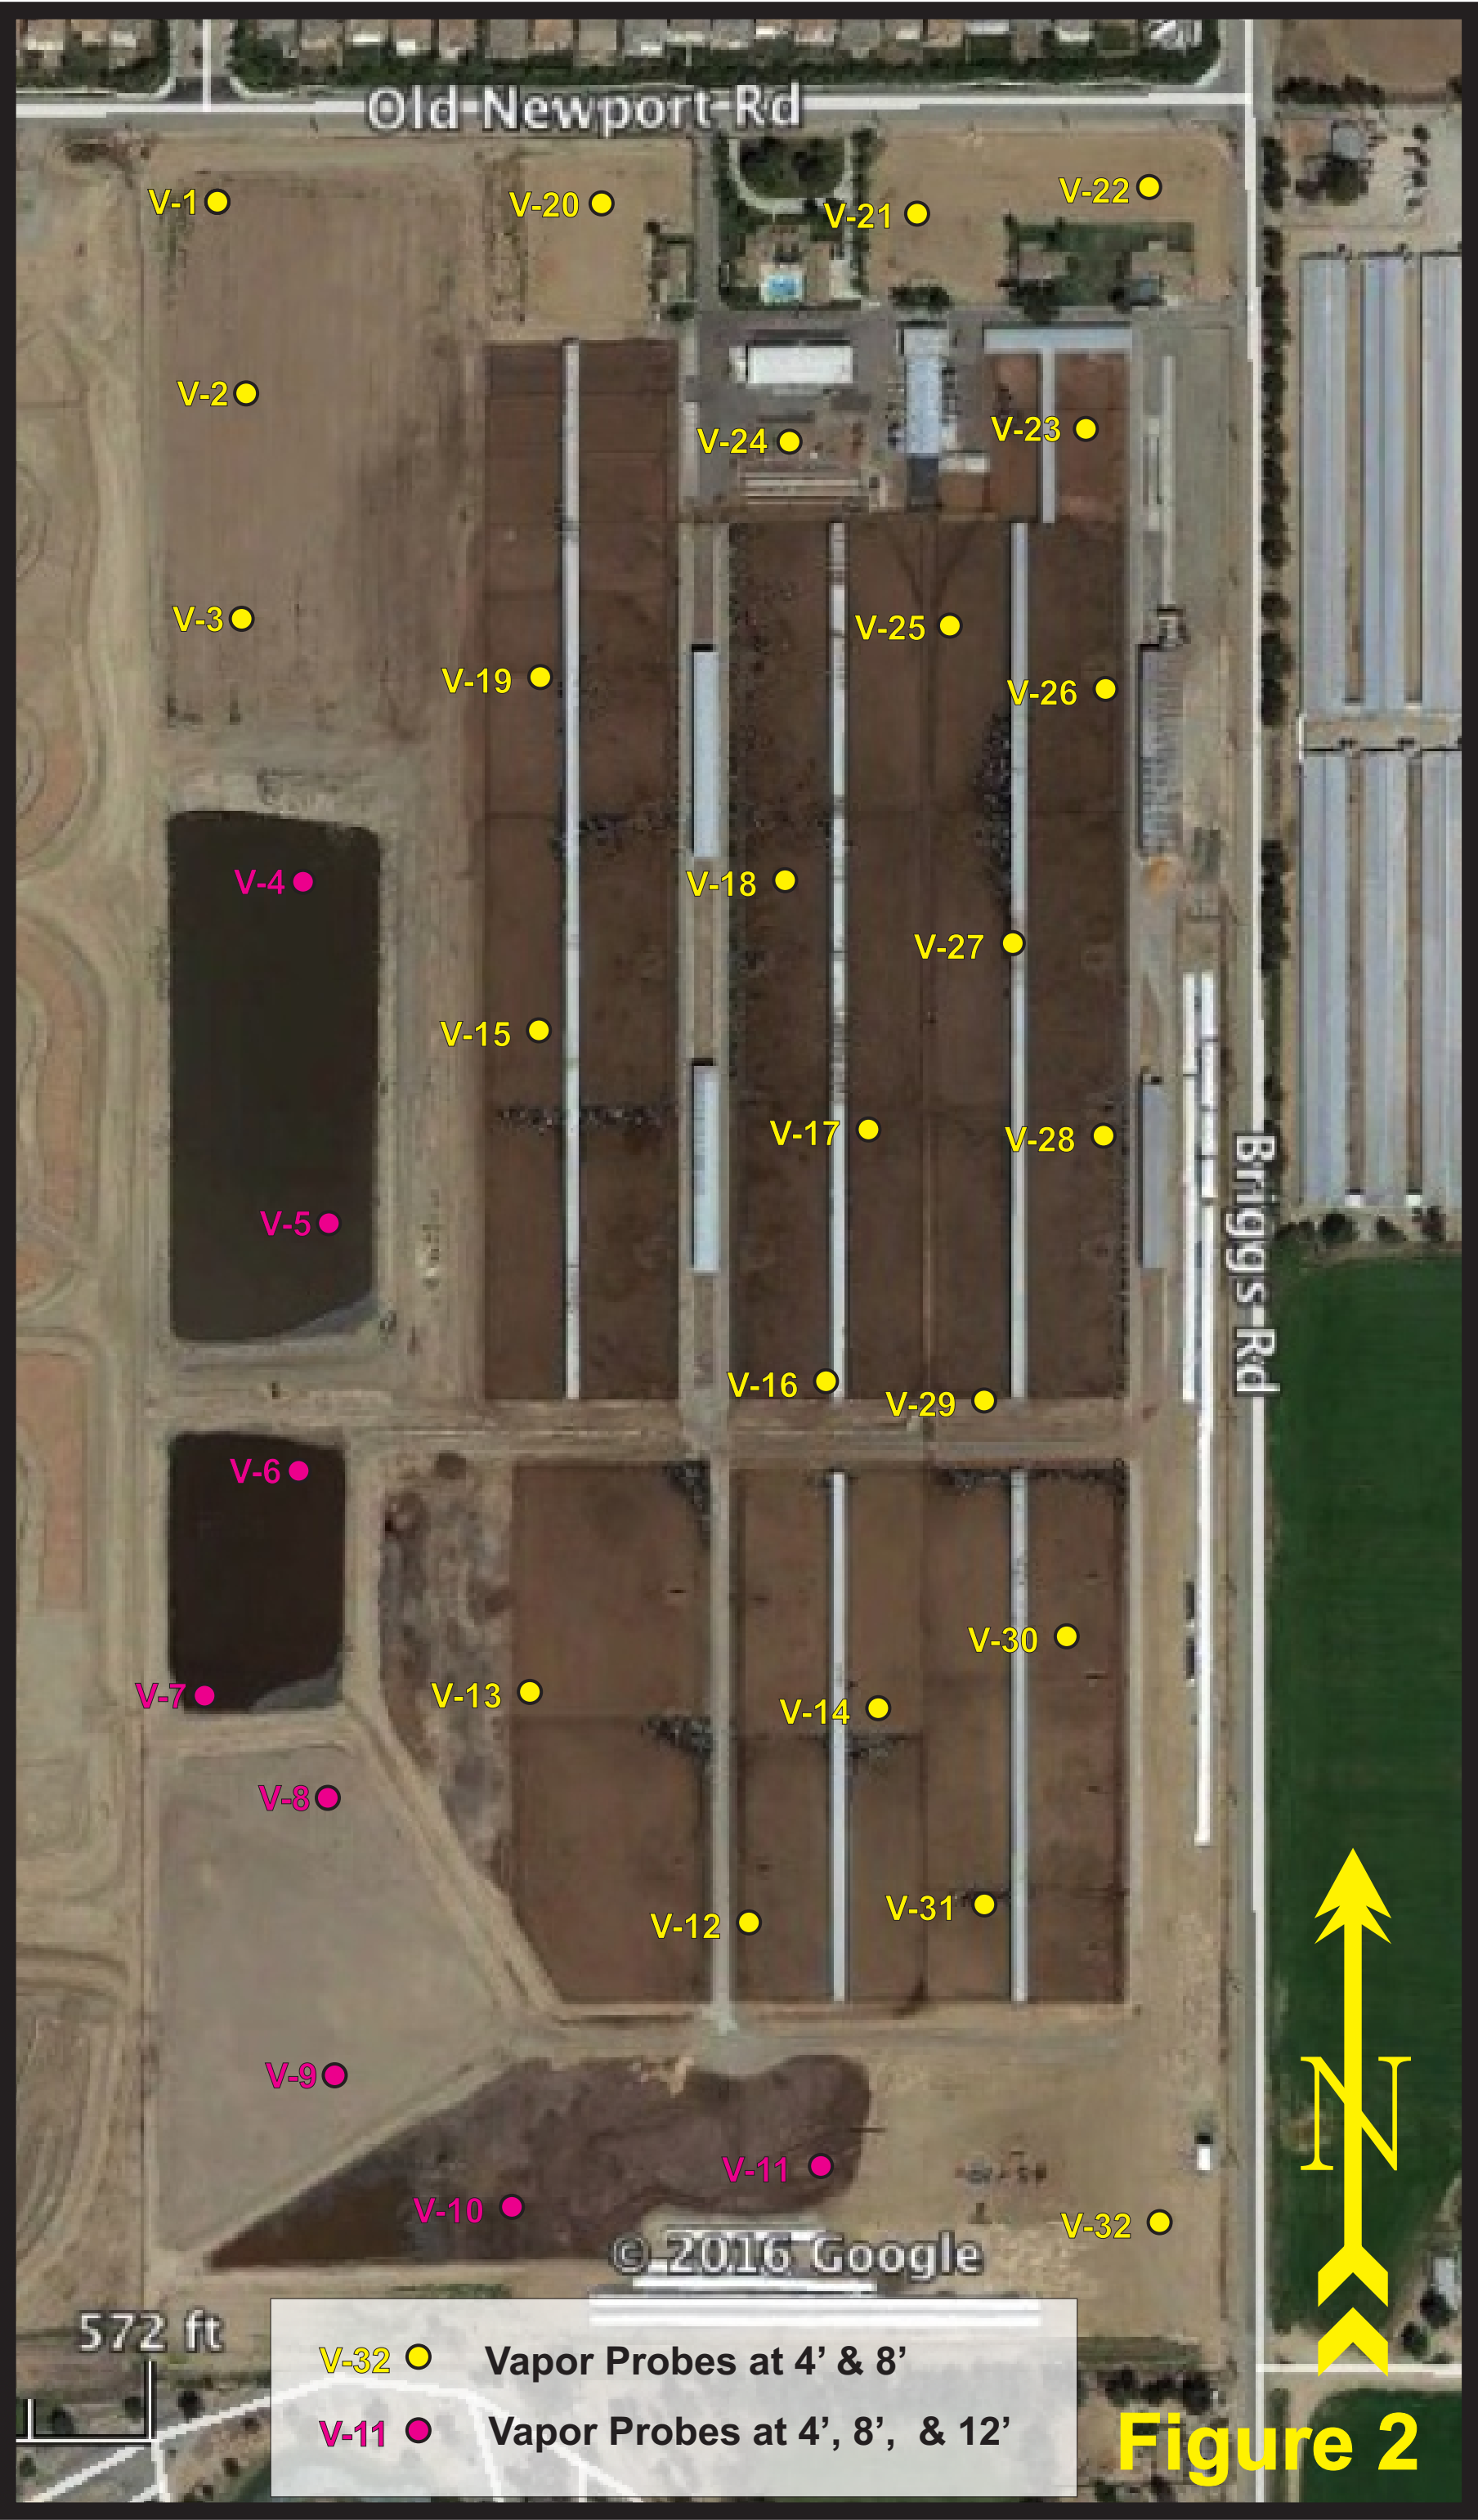 Old Newport Rd
V-1
V-20
V-21
V-22
V-2
V-24
V-23
V-3
V-25
V-19
V-26
V-4
V-18
V-27
V-15
V-17
V-28
V-5
Briggs Rd
V-16
V-29
V-6
V-30
V-7
V-13
V-14
V-8
V-12
V-31
V-9
N
V-11
V-10
V-32
© 2016 Google
572 ft
V-32 Vapor Probes at 4’ & 8’
V-11 Vapor Probes at 4’, 8’, & 12’
Figure 2